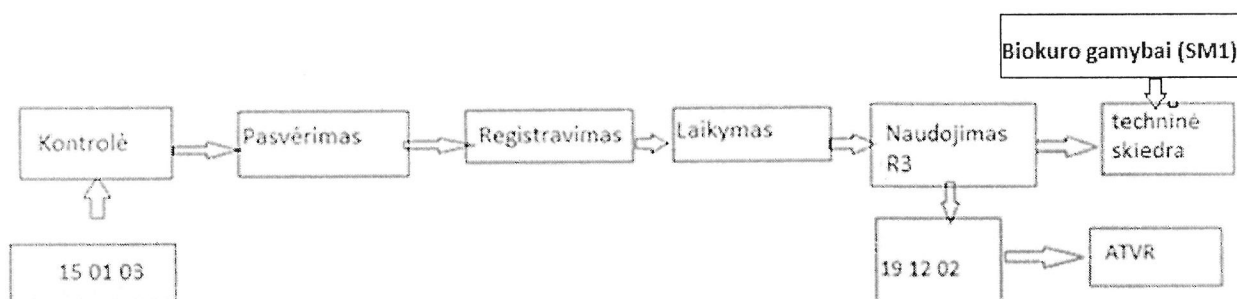 Biokuro gamybai (SM1)
Kontrolė
Pasvėrimas
Registravimas
Laikymas
Naudojimas
R3
techninė
skiedra
15 01 03
19 12 02
ATVR